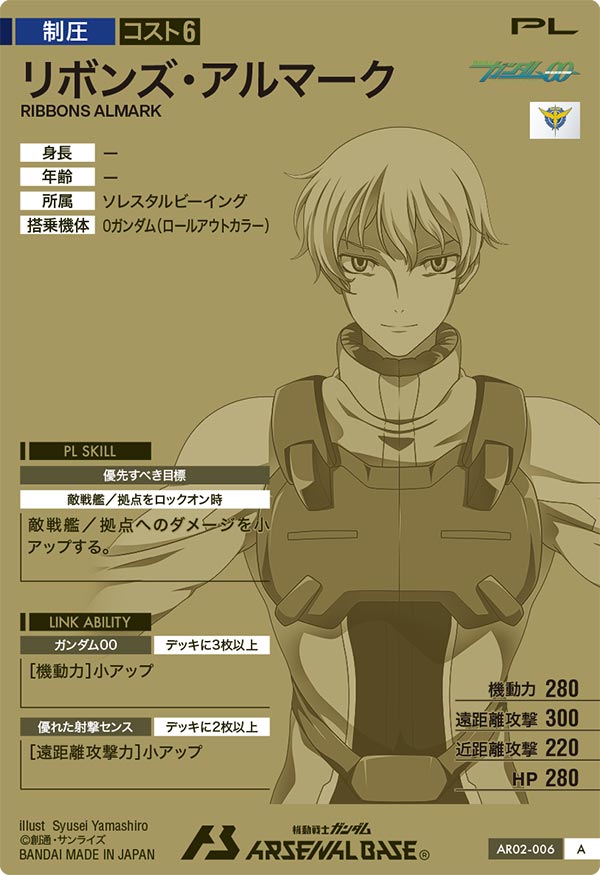 制圧 コスト6 PL
リボンズ・アルマーク
RIBBONS ALMARK
ガンダム00
身長 ー
年齢 ー
所属 ソレスタルビーイング
搭乗機体 0ガンダム(ロールアウトカラー)
PL SKILL
優先すべき目標
敵戦艦/拠点をロックオン時
敵戦艦/拠点へのダメージを小
アップする。
LINK ABILITY
ガンダム00 デッキに3枚以上
[機動力]小アップ
優れた射撃センス デッキに2枚以上
[遠距離攻撃力]小アップ
機動力 280
遠距離攻撃 300
近距離攻撃 220
HP 280
illust Syusei Yamashiro
©創通・サンライズ
BANDAI MADE IN JAPAN
機動戦士ガンダム
AB ARSENAL BASE®
AR02-006 A